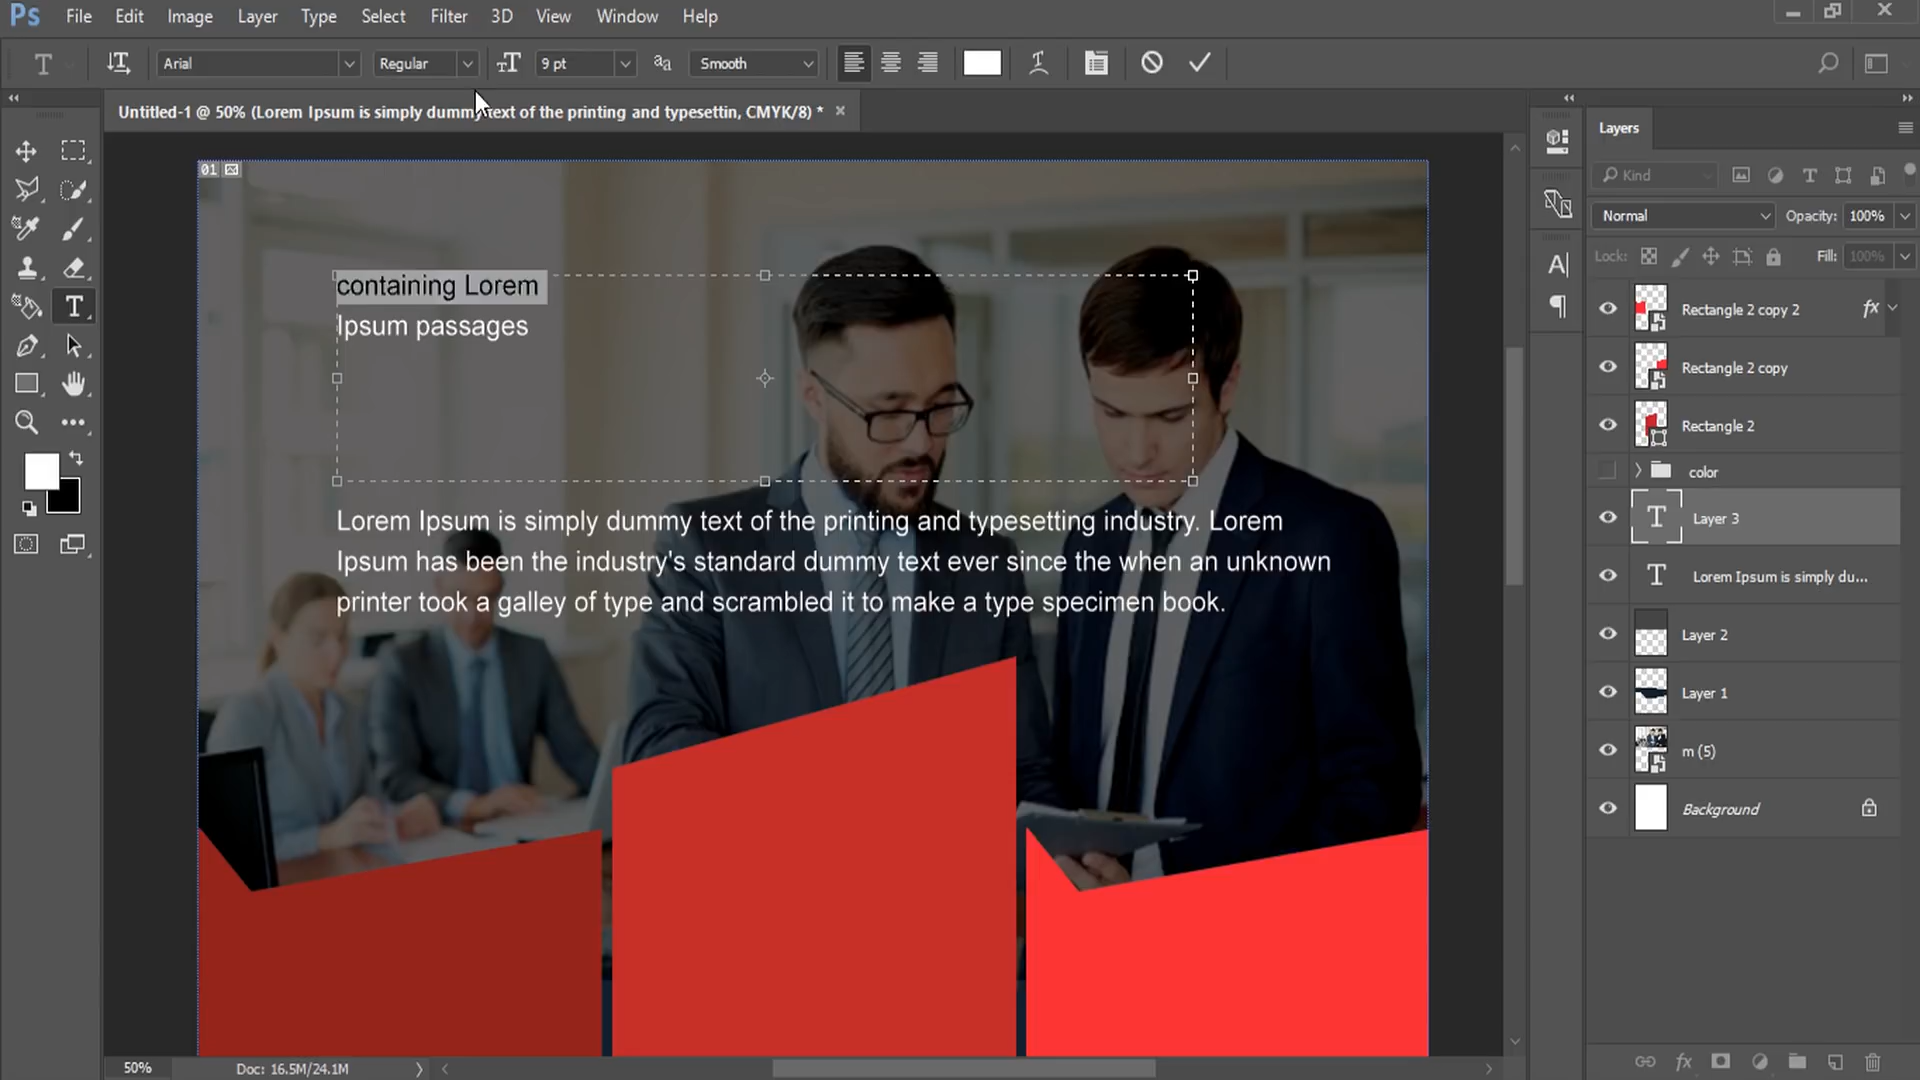 Ps File Edit Image Layer Type Select Filter 3D View Window Help
T Arial Regular 9 pt Smooth
Untitled-1 @ 50% (Lorem Ipsum is simply dummy text of the printing and typesettin, CMYK/8) * ×
01
containing Lorem
Ipsum passages
Lorem Ipsum is simply dummy text of the printing and typesetting industry. Lorem
Ipsum has been the industry's standard dummy text ever since the when an unknown
printer took a galley of type and scrambled it to make a type specimen book.
50% Doc: 16.5M/24.1M
Layers
Kind
Normal Opacity: 100%
Lock: Fill: 100%
Rectangle 2 copy 2 fx
Rectangle 2 copy
Rectangle 2
color
T Layer 3
T Lorem Ipsum is simply du...
Layer 2
Layer 1
m (5)
Background
fx